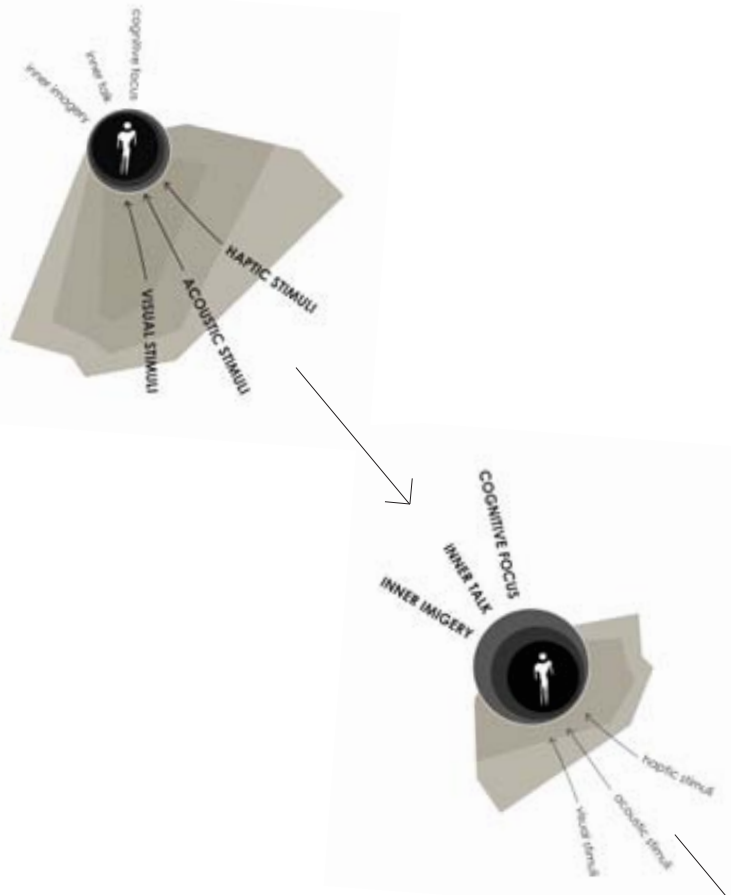 cognitive focus
inner talk
inner imagery
HAPTIC STIMULI
ACOUSTIC STIMULI
VISUAL STIMULI
COGNITIVE FOCUS
INNER TALK
INNER IMIGERY
haptic stimuli
acoustic stimuli
visual stimuli